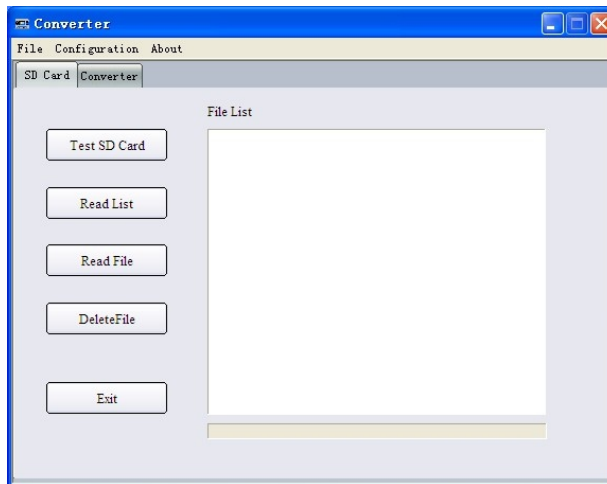 Converter
File Configuration About
SD Card Converter
File List
Test SD Card
Read List
Read File
DeleteFile
Exit